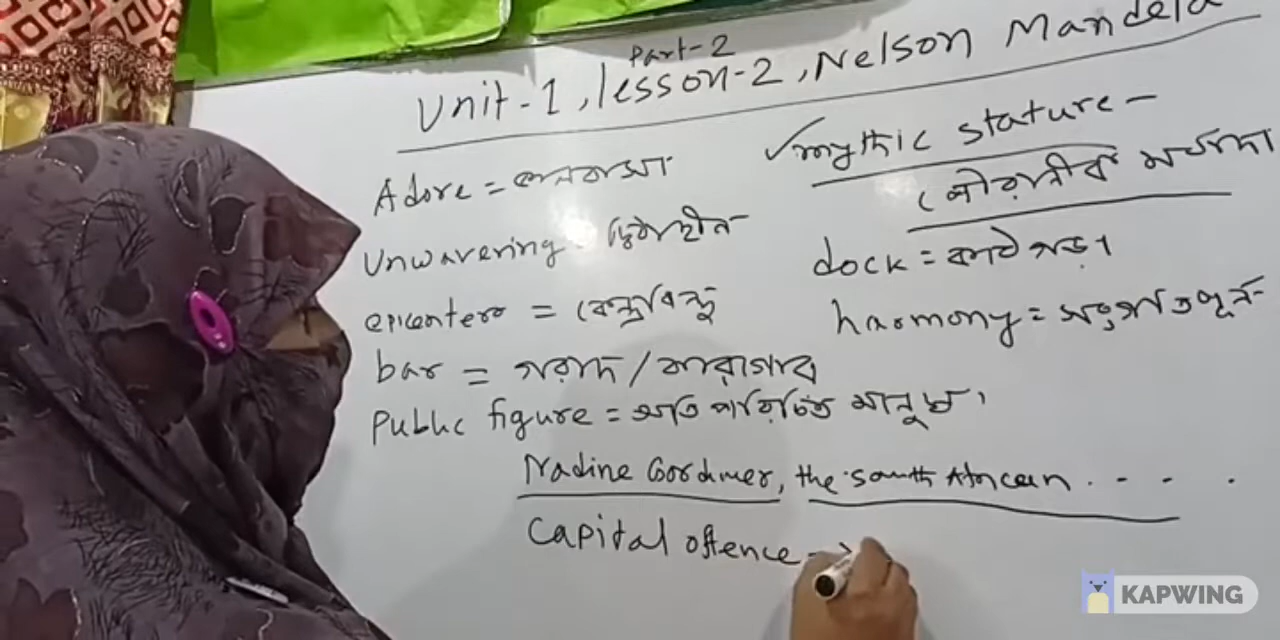 Part-2
Unit-1, lesson-2, Nelson Mandela
Adore = ভালবাসা
Unwavering = দ্বিধাহীন
epicentere = কেন্দ্রবিন্দু
bar = গরাদ / কারাগার
Public figure = অতি পরিচিত মানুষ।
mythic stature -
(পৌরানীক মর্যাদা
dock = কাঠগড়া
harmony = সংগতিপূর্ন
Nadine Gordimer, the south African . . . .
Capital offence -
KAPWING